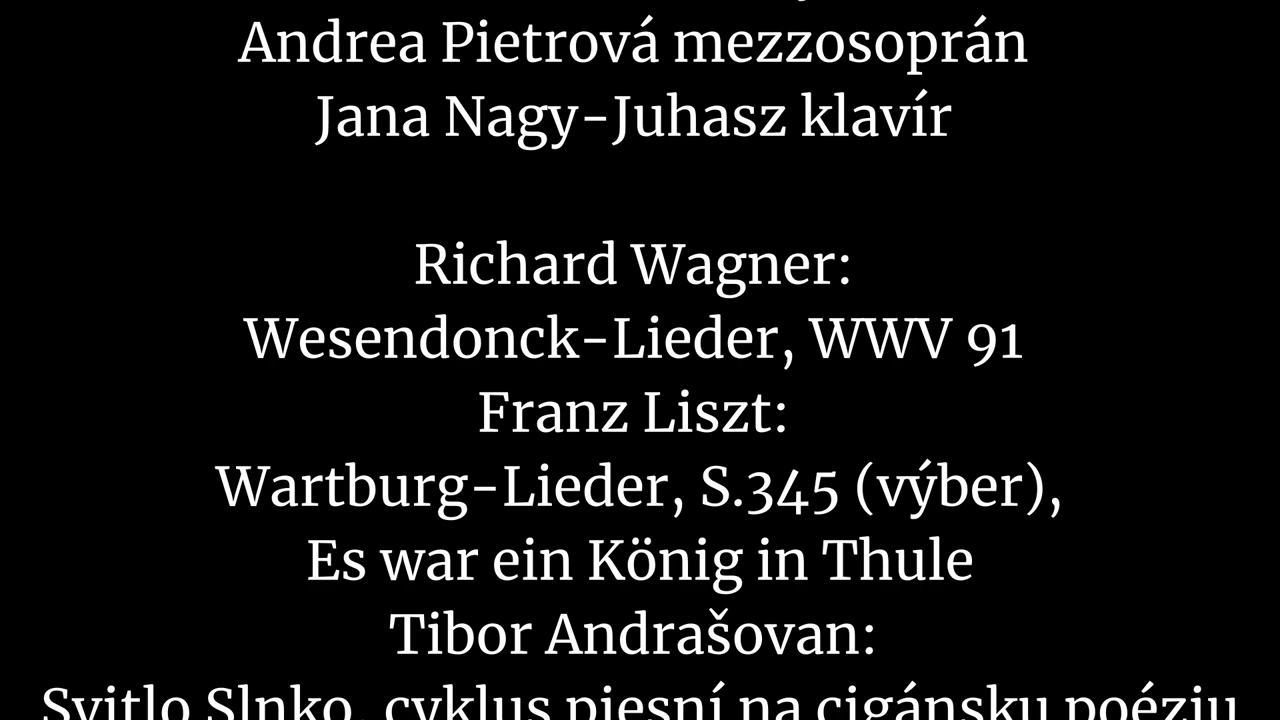 Andrea Pietrová mezzosoprán
Jana Nagy-Juhasz klavír
Richard Wagner:
Wesendonck-Lieder, WWV 91
Franz Liszt:
Wartburg-Lieder, S.345 (výber),
Es war ein König in Thule
Tibor Andrašovan:
Svitlo Slnko, cyklus piesní na cigánsku poéziu